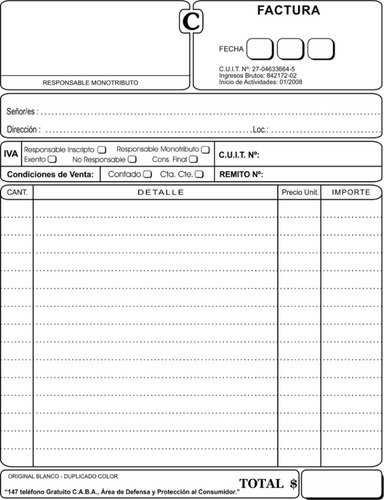 C
FACTURA
FECHA
C.U.I.T. Nº: 27-04633664-5
Ingresos Brutos: 842172-02
Inicio de Actividades: 01/2008
RESPONSABLE MONOTRIBUTO
Señor/es :
Dirección : Loc.:
IVA Responsable Inscripto Responsable Monotributo
Exento No Responsable Cons. Final
C.U.I.T. Nº:
Condiciones de Venta: Contado Cta. Cte. REMITO Nº:
CANT. DETALLE Precio Unit. IMPORTE
ORIGINAL BLANCO - DUPLICADO COLOR
"147 teléfono Gratuito C.A.B.A., Área de Defensa y Protección al Consumidor."
TOTAL $